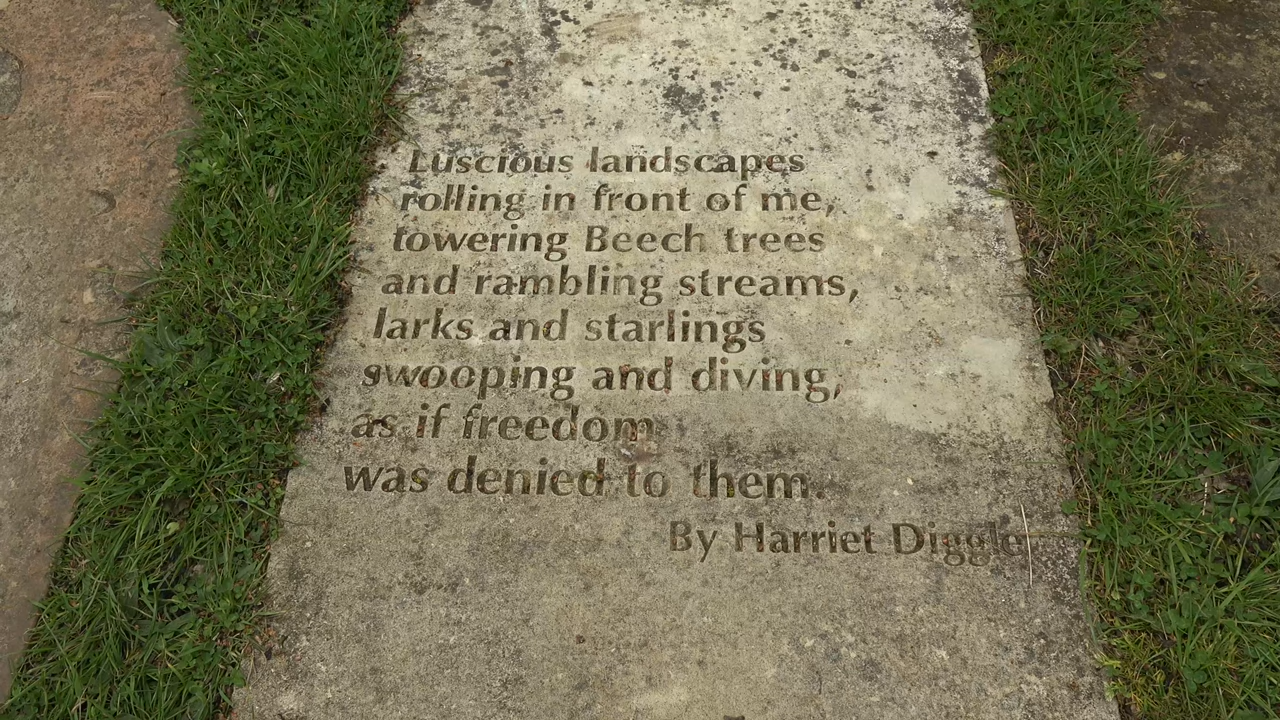 Luscious landscapes
rolling in front of me,
towering Beech trees
and rambling streams,
larks and starlings
swooping and diving,
as if freedom
was denied to them.
By Harriet Diggle